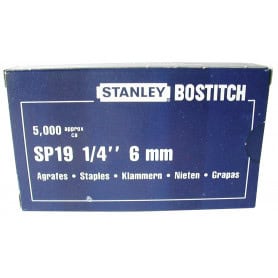 STANLEY BOSTITCH
5,000 approx ca
SP19 1/4'' 6 mm
Agrafes • Staples • Klammern • Nieten • Grapas